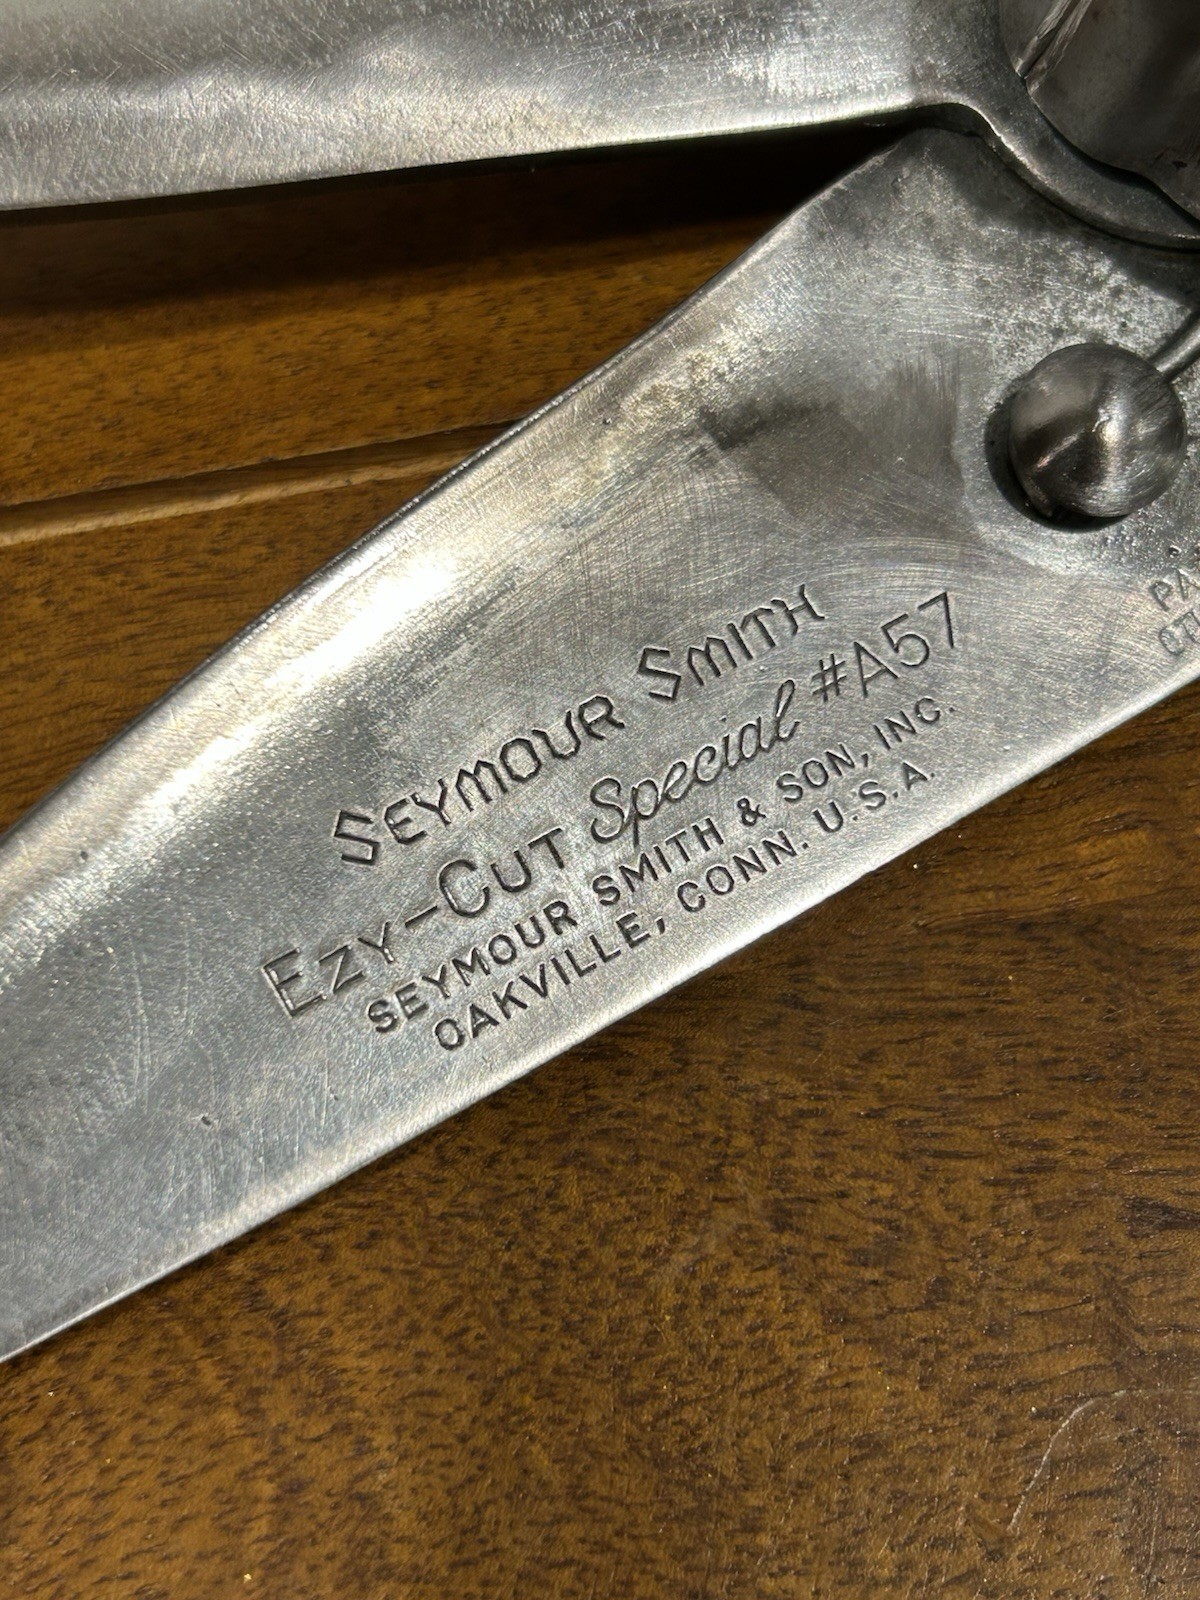 SEYMOUR SMITH
EZY-CUT Special #A57
SEYMOUR SMITH & SON, INC.
OAKVILLE, CONN. U.S.A.